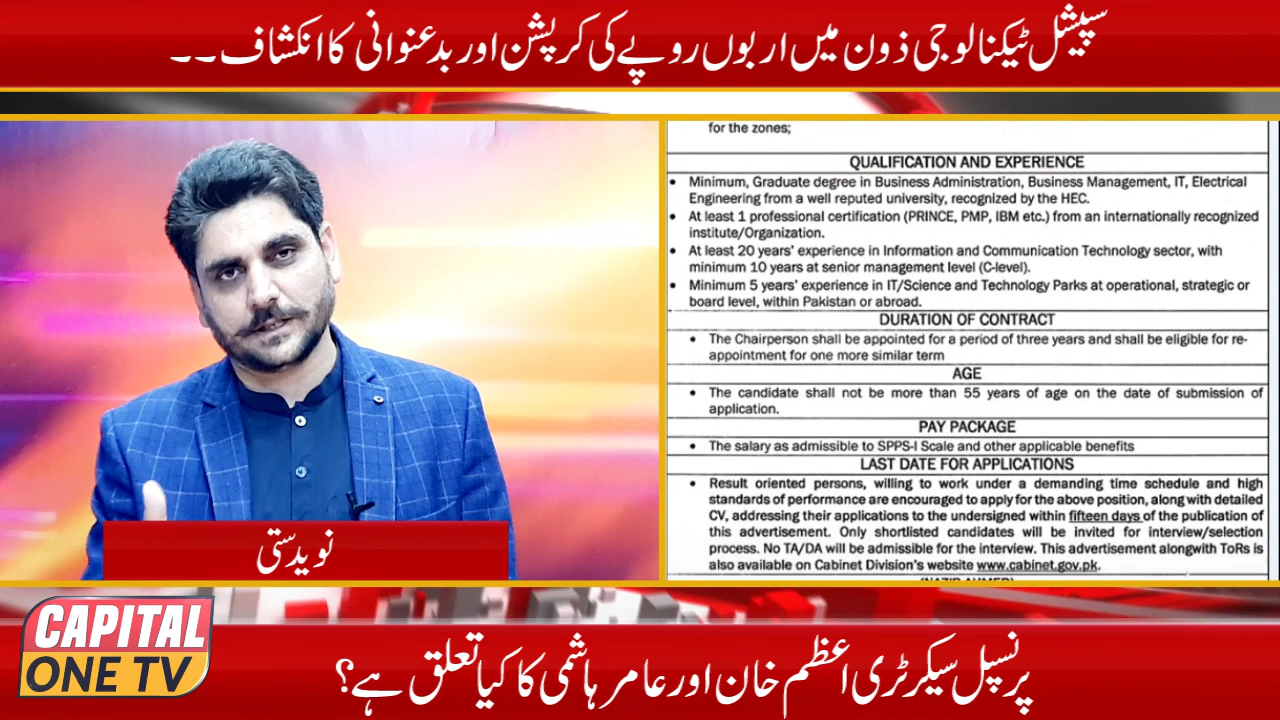 سپیشل ٹیکنالوجی ذون میں اربوں روپے کی کرپشن اور بدعنوانی کا انکشاف۔۔
for the zones;
QUALIFICATION AND EXPERIENCE
• Minimum, Graduate degree in Business Administration, Business Management, IT, Electrical
Engineering from a well reputed university, recognized by the HEC.
• At least 1 professional certification (PRINCE, PMP, IBM etc.) from an internationally recognized
institute/Organization.
• At least 20 years' experience in Information and Communication Technology sector, with
minimum 10 years at senior management level (C-level).
• Minimum 5 years' experience in IT/Science and Technology Parks at operational, strategic or
board level, within Pakistan or abroad.
DURATION OF CONTRACT
• The Chairperson shall be appointed for a period of three years and shall be eligible for re-
appointment for one more similar term
AGE
• The candidate shall not be more than 55 years of age on the date of submission of
application.
PAY PACKAGE
• The salary as admissible to SPPS-I Scale and other applicable benefits
LAST DATE FOR APPLICATIONS
• Result oriented persons, willing to work under a demanding time schedule and high
standards of performance are encouraged to apply for the above position, along with detailed
CV, addressing their applications to the undersigned within fifteen days of the publication of
this advertisement. Only shortlisted candidates will be invited for interview/selection
process. No TA/DA will be admissible for the interview. This advertisement alongwith ToRs is
also available on Cabinet Division's website www.cabinet.gov.pk.
نوید ستی
CAPITAL
ONE TV
پرنسپل سیکرٹری اعظم خان اور عامر ہاشمی کا کیا تعلق ہے؟